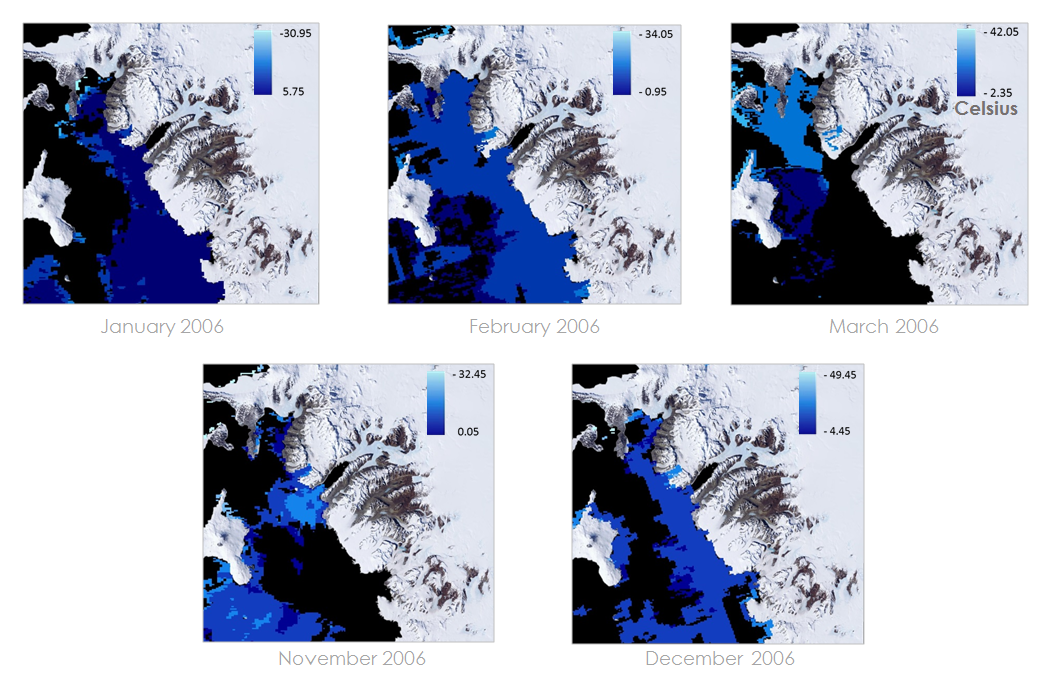 -30.95
5.75
January 2006
- 34.05
- 0.95
February 2006
- 42.05
- 2.35
Celsius
March 2006
- 32.45
0.05
November 2006
- 49.45
- 4.45
December 2006